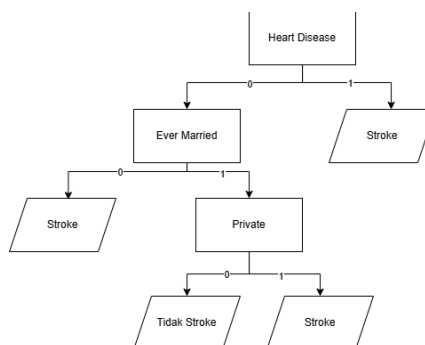 Heart Disease
0
1
Ever Married
Stroke
0
1
Stroke
Private
0
1
Tidak Stroke
Stroke